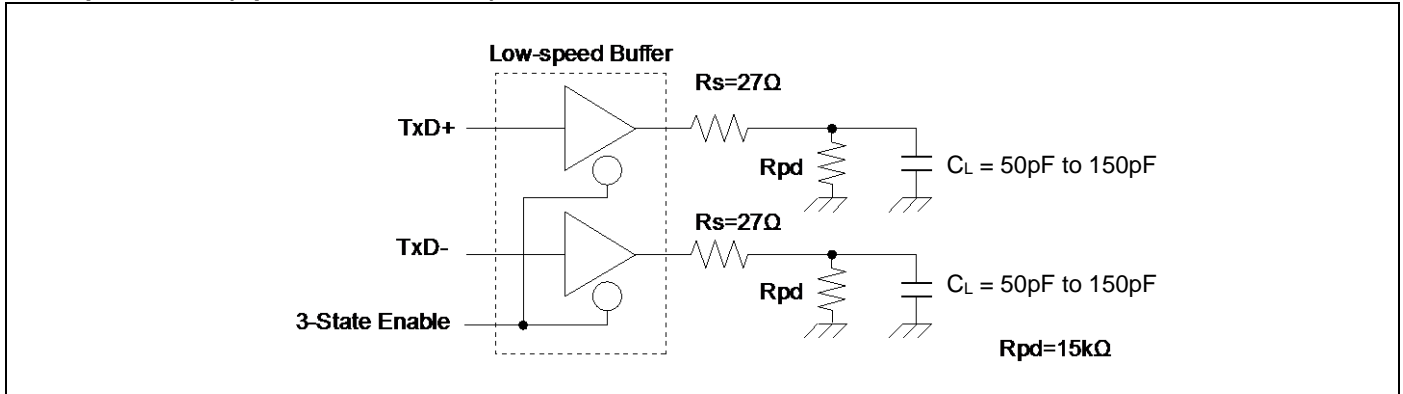 Low-speed Buffer
Rs=27Ω
TxD+
Rpd
CL = 50pF to 150pF
Rs=27Ω
TxD-
Rpd
CL = 50pF to 150pF
3-State Enable
Rpd=15kΩ